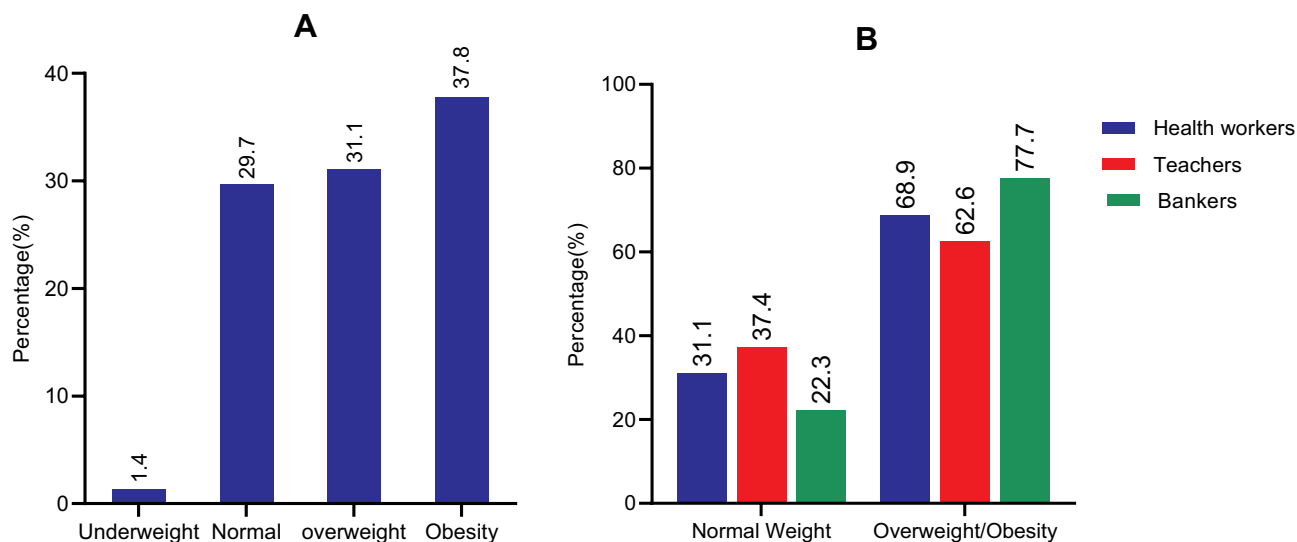 A
Percentage(%)
40
30
20
10
0
1.4
29.7
31.1
37.8
Underweight Normal overweight Obesity
B
Percentage(%)
100
80
60
40
20
0
31.1
37.4
22.3
68.9
62.6
77.7
Normal Weight Overweight/Obesity
Health workers
Teachers
Bankers